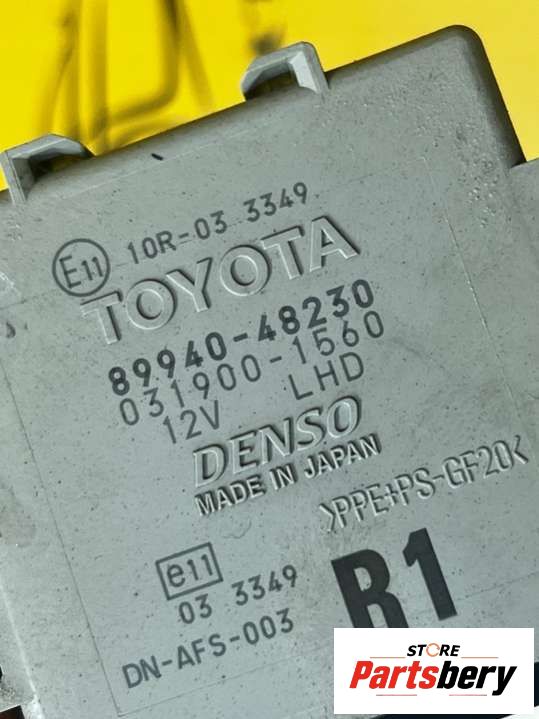 E11 10R-03 3349
TOYOTA
89940-48230
031900-1560
12V LHD
DENSO
MADE IN JAPAN
>PPE+PS-GF20<
e11
03 3349
DN-AFS-003
B1
STORE
Partsbery